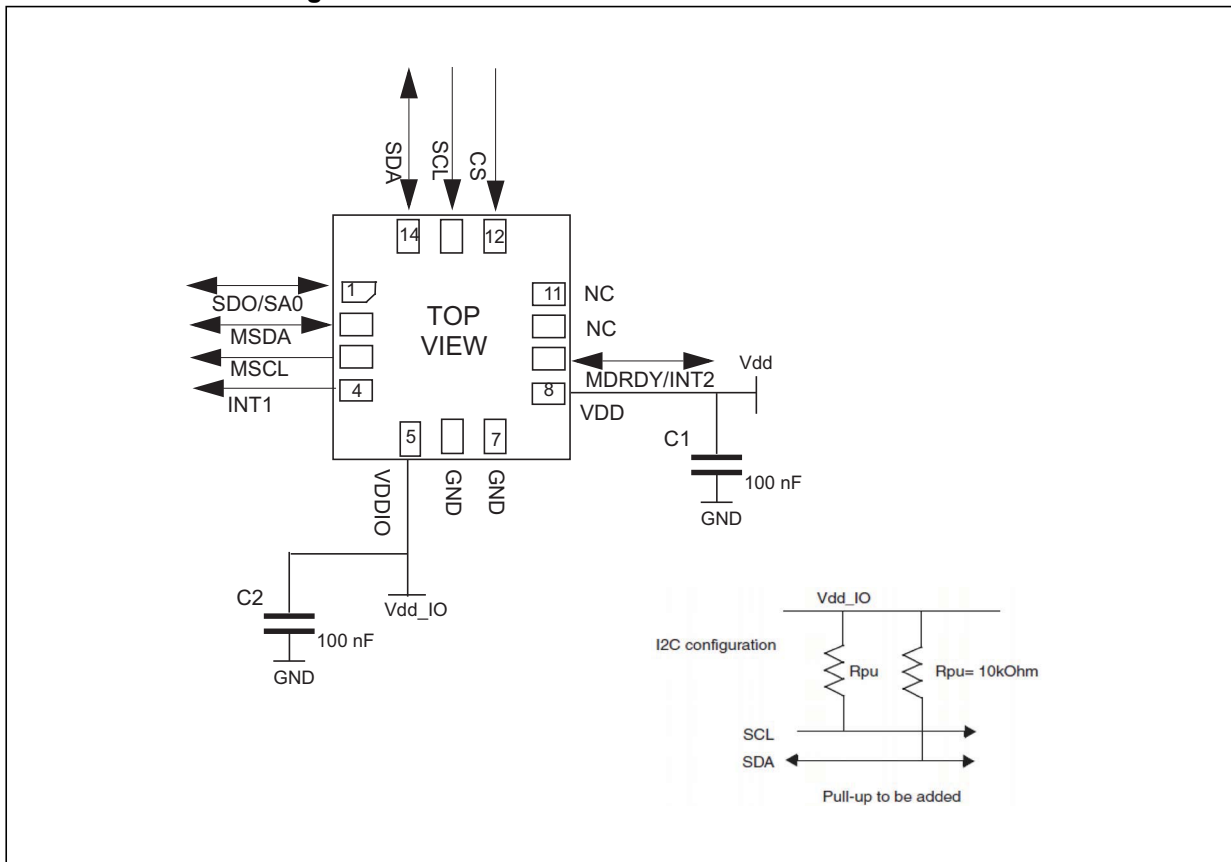 SDA
SCL
CS
14
12
1
SDO/SA0
MSDA
MSCL
4
INT1
TOP
VIEW
11
NC
NC
MDRDY/INT2
Vdd
8
VDD
5
7
VDDIO
GND
GND
C1
100 nF
GND
C2
100 nF
GND
Vdd_IO
Vdd_IO
I2C configuration
Rpu
Rpu= 10kOhm
SCL
SDA
Pull-up to be added